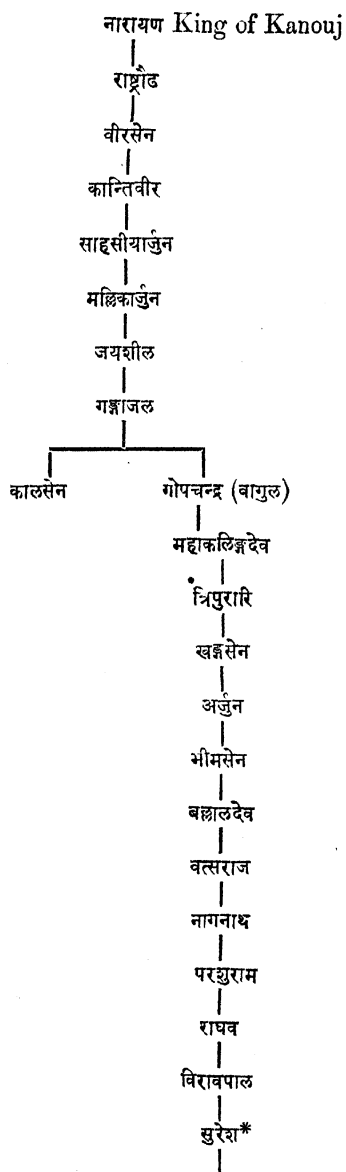 नारायण King of Kanouj
राष्ट्रौढ
वीरसेन
कान्तिवीर
साहसीयार्जुन
मल्लिकार्जुन
जयशील
गङ्गाजल
कालसेन गोपचन्द्र (वागुल)
महाकलिङ्गदेव
त्रिपुरारि
खङ्गसेन
अर्जुन
भीमसेन
बल्लालदेव
वत्सराज
नागनाथ
परशुराम
राघव
विरावपाल
सुरेश*